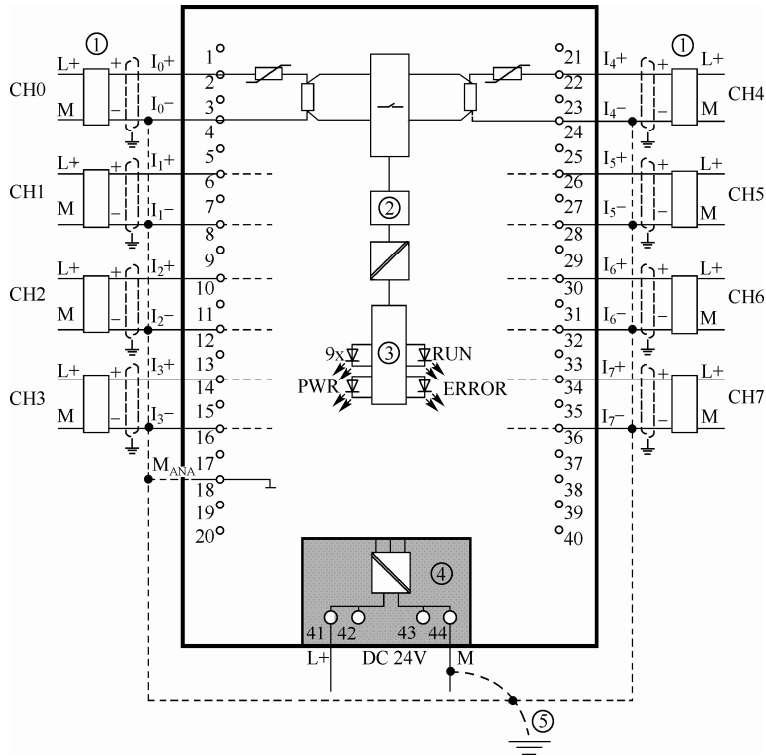 ① ①
L+ + I₀+ 1 21 I₄+ + L+
CH0 2 22 CH4
M − I₀− 3 23 I₄− − M
4 24
L+ + I₁+ 5 25 I₅+ + L+
CH1 6 26 CH5
M − I₁− 7 ② 27 I₅− − M
8 28
L+ + I₂+ 9 29 I₆+ + L+
CH2 10 30 CH6
M − I₂− 11 31 I₆− − M
12 32
L+ + I₃+ 13 9x ③ RUN 33 I₇+ + L+
CH3 14 PWR ERROR 34 CH7
M − I₃− 15 35 I₇− − M
16 36
M_ANA 17 37
18 38
19 39
20 40
④
41 42 43 44
L+ DC 24V M
⑤